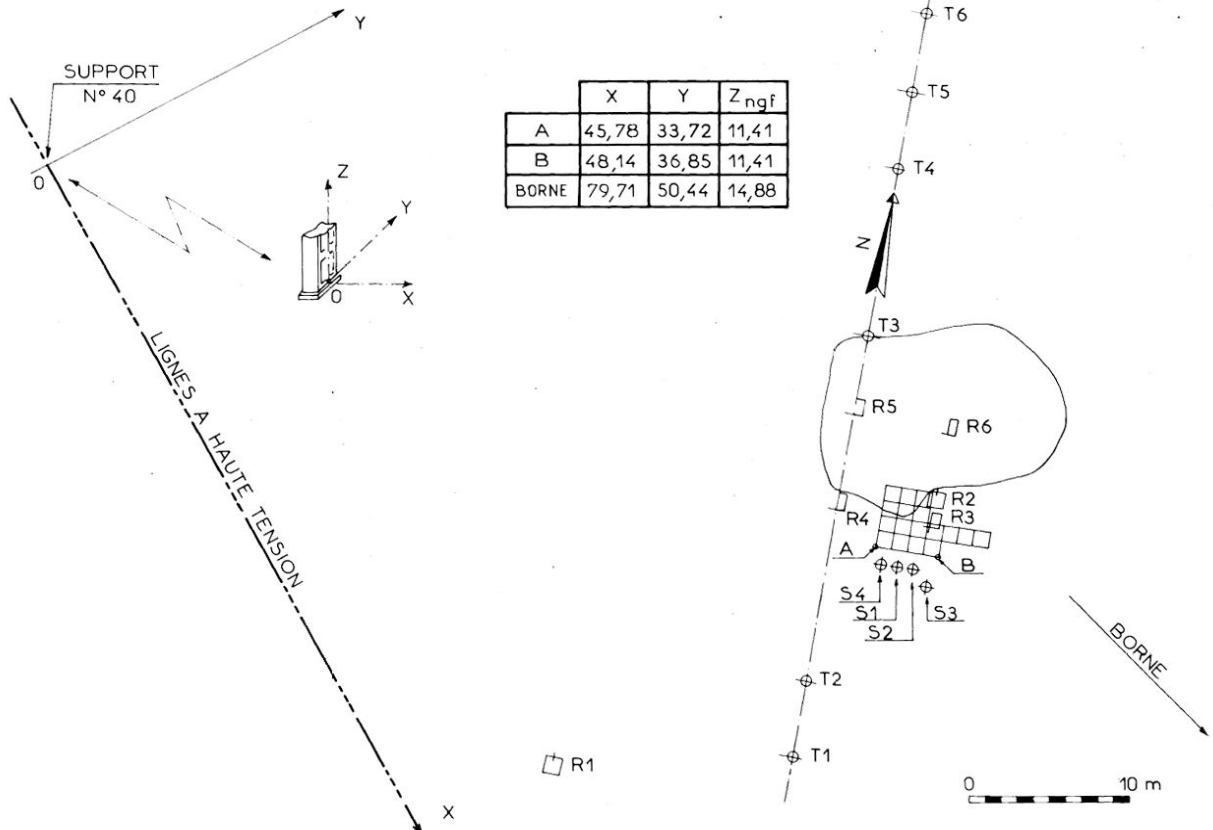 Y
SUPPORT
N° 40
O
Z
Y
O
X
LIGNES A HAUTE TENSION
X
X Y Zngf
A 45,78 33,72 11,41
B 48,14 36,85 11,41
BORNE 79,71 50,44 14,88
T6
T5
T4
N
T3
R5
R6
R2
R3
R4
A
B
S4
S1
S2
S3
BORNE
T2
T1
R1
0 10 m